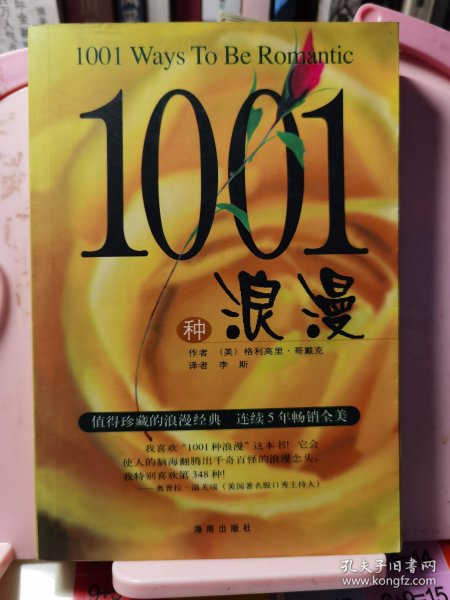 1001 Ways To Be Romantic
1001
种 浪漫
作者 (美) 格利高里·哥戴克
译者 李斯
值得珍藏的浪漫经典 连续5年畅销全美
我喜欢“1001种浪漫”这本书! 它会
使人的脑海翻腾出千奇百怪的浪漫念头。
我特别喜欢第348种!
——奥普拉·温芙瑞 (美国著名脱口秀主持人)
海南出版社
孔夫子旧书网
www.kongfz.com